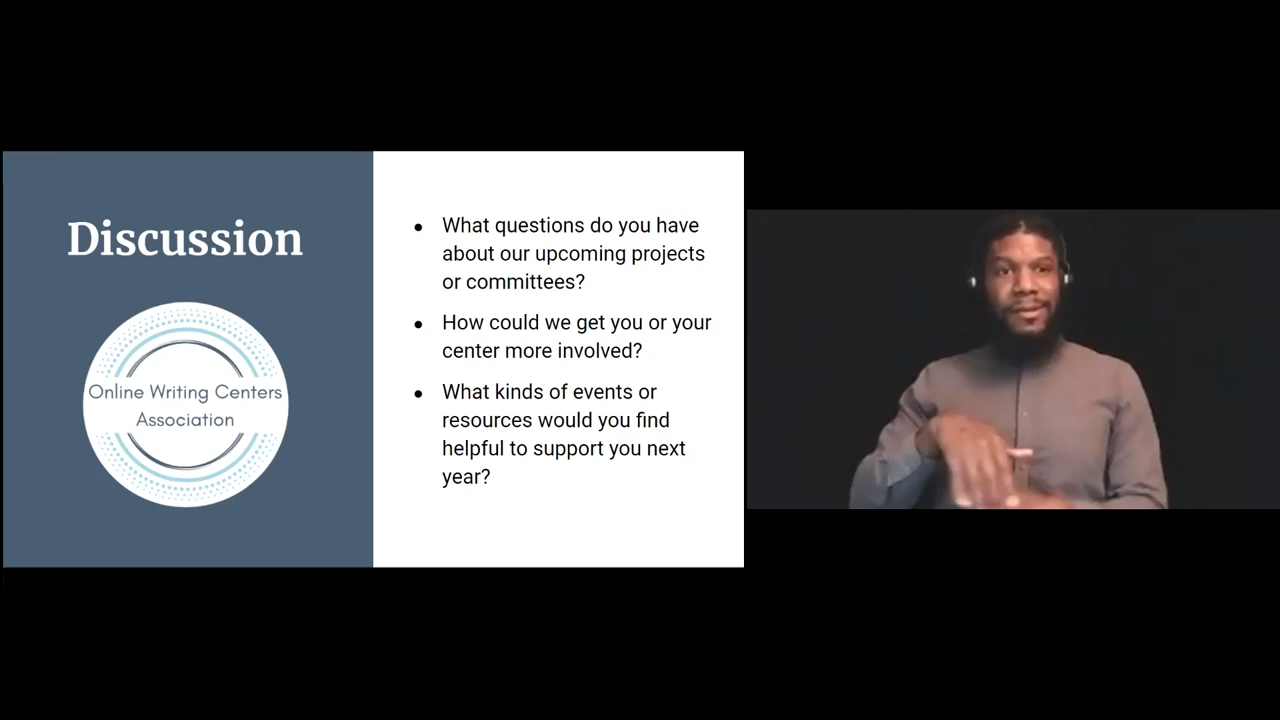 Discussion
Online Writing Centers
Association
● What questions do you have
about our upcoming projects
or committees?
● How could we get you or your
center more involved?
● What kinds of events or
resources would you find
helpful to support you next
year?